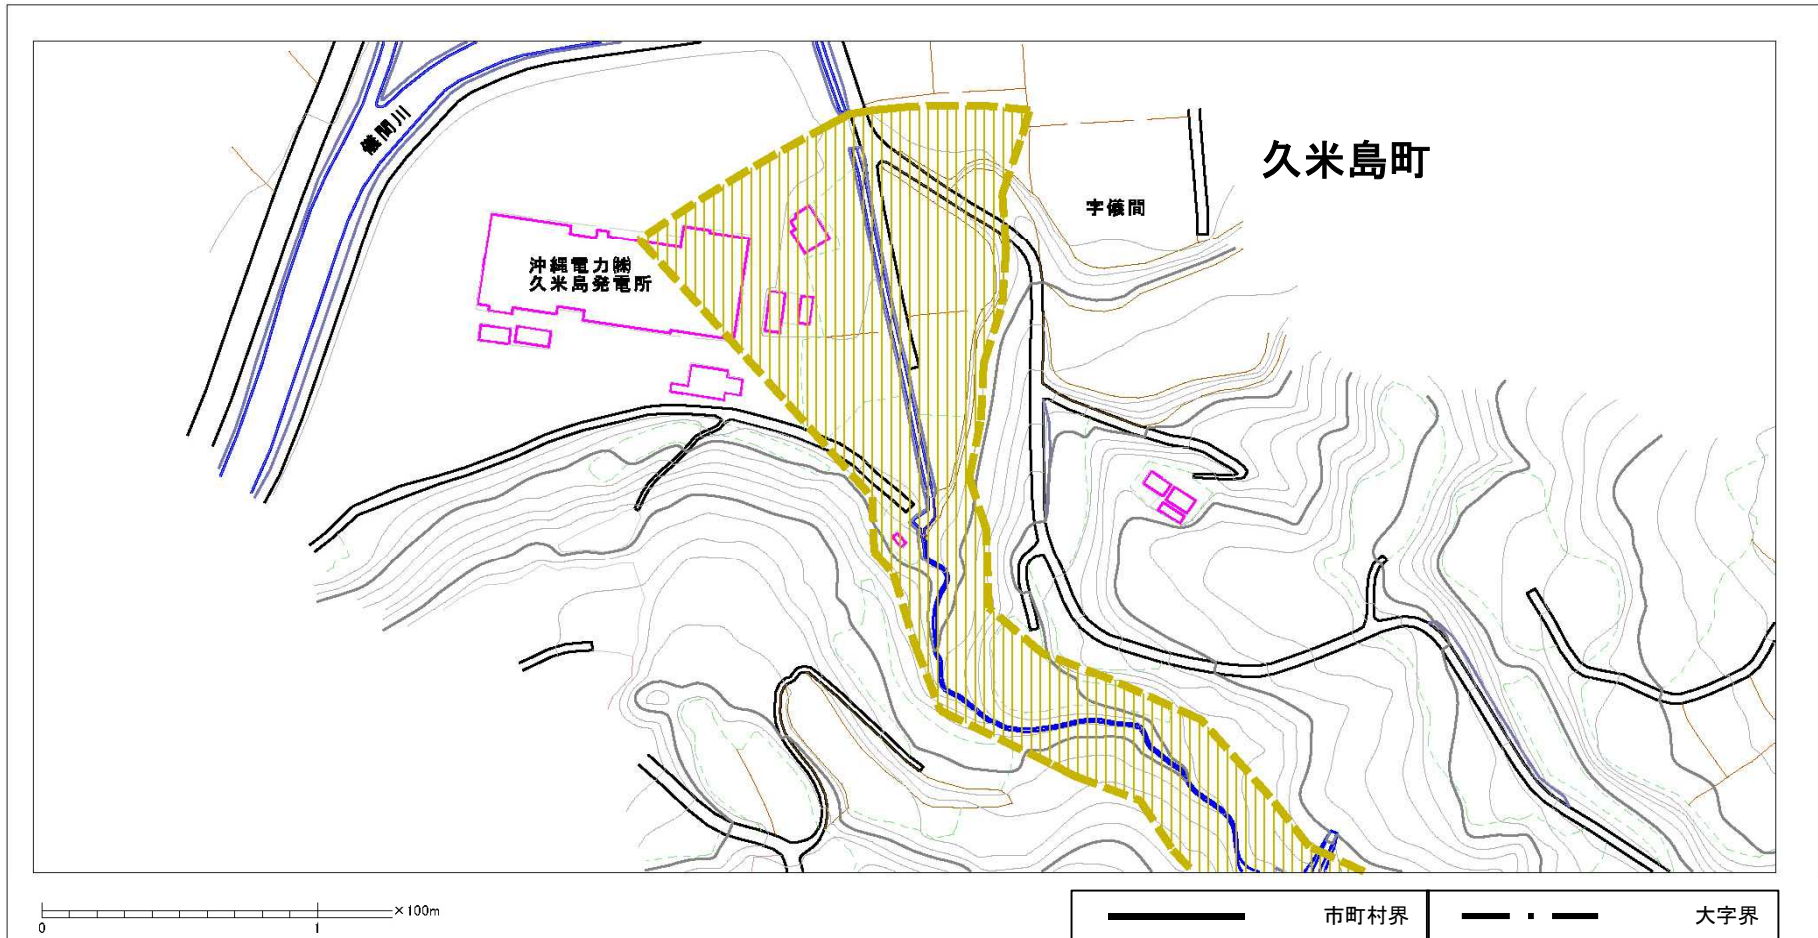 儀間川
久米島町
字儀間
沖縄電力㈱
久米島発電所
×100m
0 1
市町村界
大字界